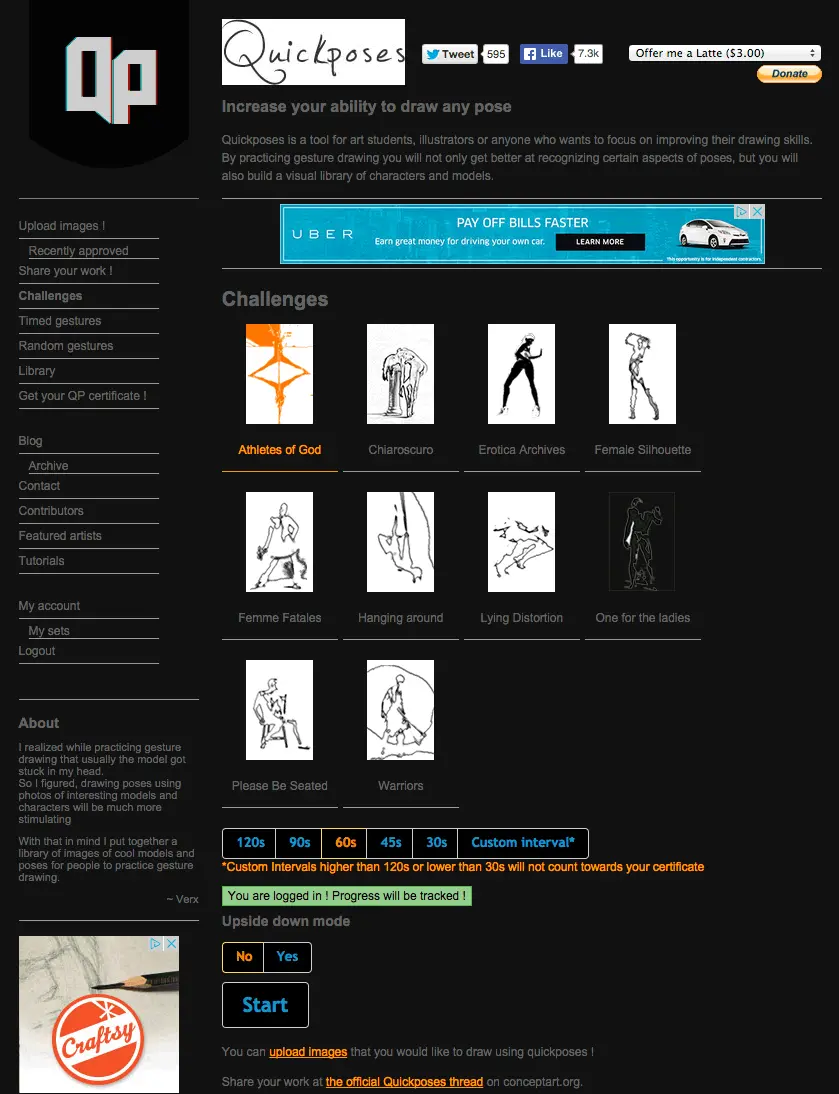 QP
Quickposes
Tweet 595
Like 7.3k
Offer me a Latte ($3.00)
Donate
Increase your ability to draw any pose
Quickposes is a tool for art students, illustrators or anyone who wants to focus on improving their drawing skills.
By practicing gesture drawing you will not only get better at recognizing certain aspects of poses, but you will
also build a visual library of characters and models.
UBER
PAY OFF BILLS FASTER
Earn great money for driving your own car.
LEARN MORE
This opportunity is for independent contractors.
Upload images !
Recently approved
Share your work !
Challenges
Timed gestures
Random gestures
Library
Get your QP certificate !
Blog
Archive
Contact
Contributors
Featured artists
Tutorials
My account
My sets
Logout
About
I realized while practicing gesture
drawing that usually the model got
stuck in my head.
So I figured, drawing poses using
photos of interesting models and
characters will be much more
stimulating
With that in mind I put together a
library of images of cool models and
poses for people to practice gesture
drawing.
~ Verx
Craftsy
Challenges
Athletes of God
Chiaroscuro
Erotica Archives
Female Silhouette
Femme Fatales
Hanging around
Lying Distortion
One for the ladies
Please Be Seated
Warriors
120s 90s 60s 45s 30s Custom interval*
*Custom Intervals higher than 120s or lower than 30s will not count towards your certificate
You are logged in ! Progress will be tracked !
Upside down mode
No Yes
Start
You can upload images that you would like to draw using quickposes !
Share your work at the official Quickposes thread on conceptart.org.